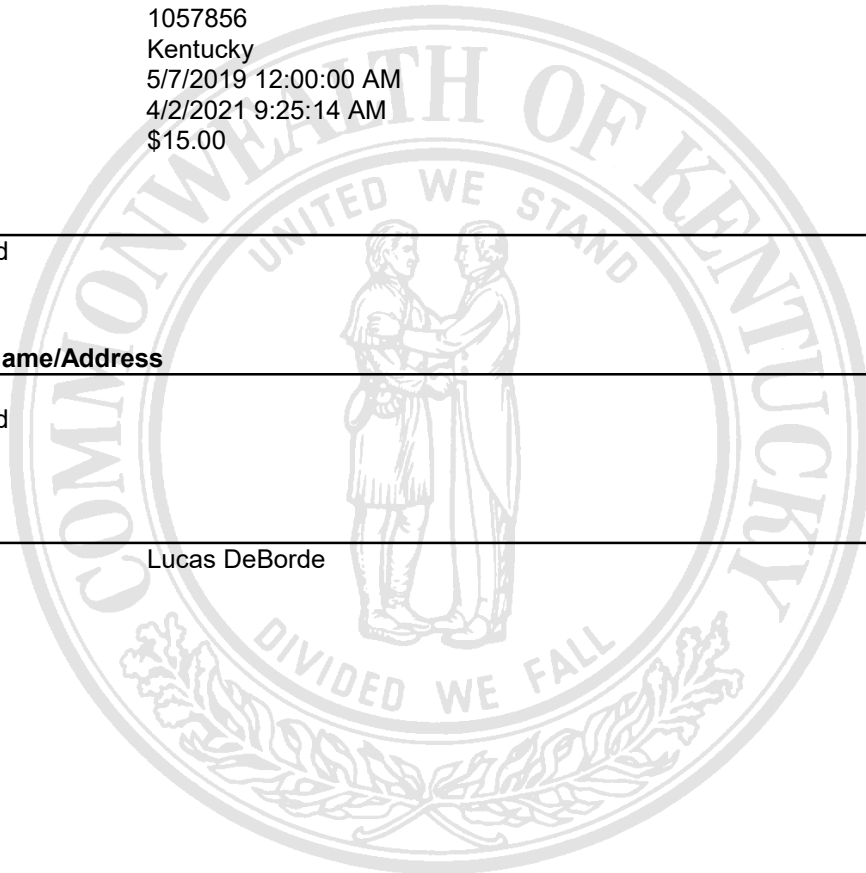 1057856
Kentucky
5/7/2019 12:00:00 AM
4/2/2021 9:25:14 AM
$15.00
COMMONWEALTH OF KENTUCKY
UNITED WE STAND
d
ame/Address
d
Lucas DeBorde
DIVIDED WE FALL